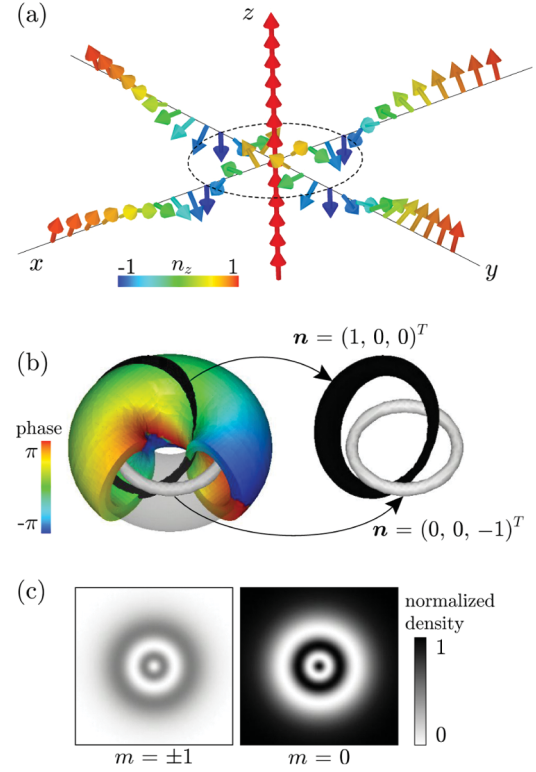 (a)
z
x
y
-1 n_z 1
(b)
n = (1, 0, 0)^T
phase
π
-π
n = (0, 0, -1)^T
(c)
normalized
density
1
0
m = ±1
m = 0